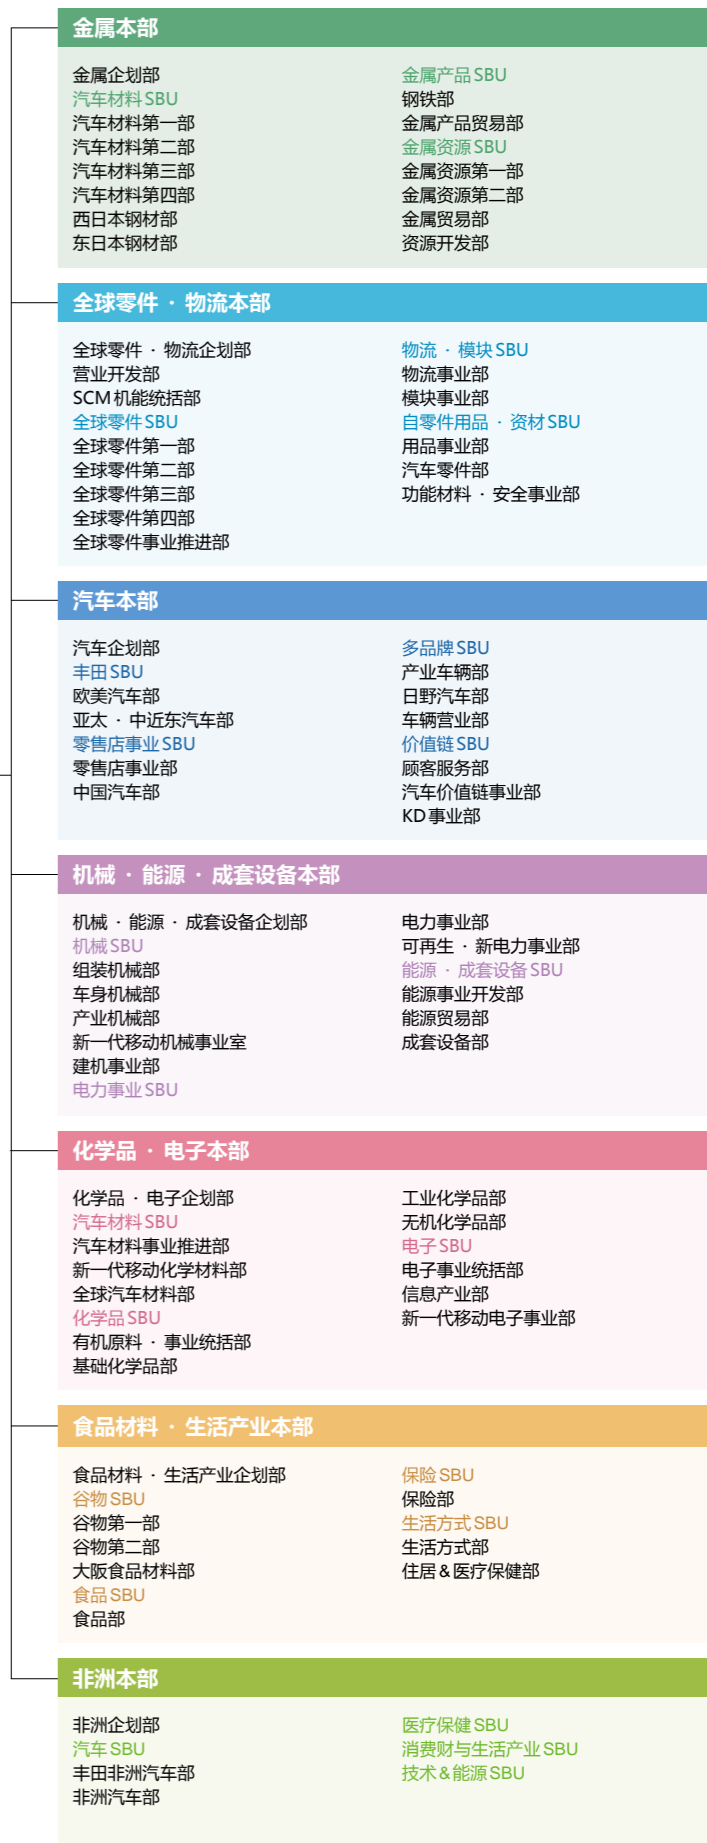 金属本部
金属企划部
汽车材料SBU
汽车材料第一部
汽车材料第二部
汽车材料第三部
汽车材料第四部
西日本钢材部
东日本钢材部
金属产品SBU
钢铁部
金属产品贸易部
金属资源SBU
金属资源第一部
金属资源第二部
金属贸易部
资源开发部
全球零件 · 物流本部
全球零件 · 物流企划部
营业开发部
SCM机能统括部
全球零件SBU
全球零件第一部
全球零件第二部
全球零件第三部
全球零件第四部
全球零件事业推进部
物流 · 模块SBU
物流事业部
模块事业部
自零件用品 · 资材SBU
用品事业部
汽车零件部
功能材料 · 安全事业部
汽车本部
汽车企划部
丰田SBU
欧美汽车部
亚太 · 中近东汽车部
零售店事业SBU
零售店事业部
中国汽车部
多品牌SBU
产业车辆部
日野汽车部
车辆营业部
价值链SBU
顾客服务部
汽车价值链事业部
KD事业部
机械 · 能源 · 成套设备本部
机械 · 能源 · 成套设备企划部
机械SBU
组装机械部
车身机械部
产业机械部
新一代移动机械事业室
建机事业部
电力事业SBU
电力事业部
可再生 · 新电力事业部
能源 · 成套设备SBU
能源事业开发部
能源贸易部
成套设备部
化学品 · 电子本部
化学品 · 电子企划部
汽车材料SBU
汽车材料事业推进部
新一代移动化学材料部
全球汽车材料部
化学品SBU
有机原料 · 事业统括部
基础化学品部
工业化学品部
无机化学品部
电子SBU
电子事业统括部
信息产业部
新一代移动电子事业部
食品材料 · 生活产业本部
食品材料 · 生活产业企划部
谷物SBU
谷物第一部
谷物第二部
大阪食品材料部
食品SBU
食品部
保险SBU
保险部
生活方式SBU
生活方式部
住居&医疗保健部
非洲本部
非洲企划部
汽车SBU
丰田非洲汽车部
非洲汽车部
医疗保健SBU
消费财与生活产业SBU
技术&能源SBU